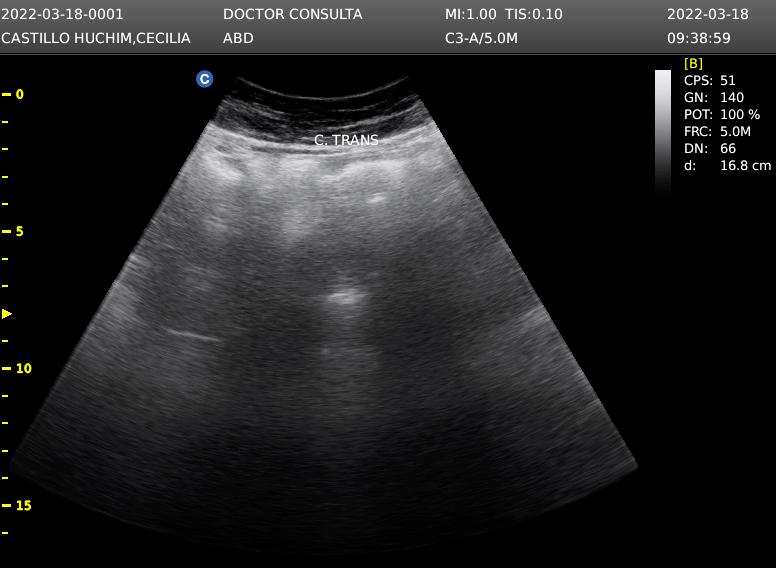 2022-03-18-0001 DOCTOR CONSULTA MI:1.00 TIS:0.10 2022-03-18
CASTILLO HUCHIM,CECILIA ABD C3-A/5.0M 09:38:59
[B]
C
CPS: 51
0
GN: 140
POT: 100 %
FRC: 5.0M
C. TRANS
DN: 66
d: 16.8 cm
5
10
15